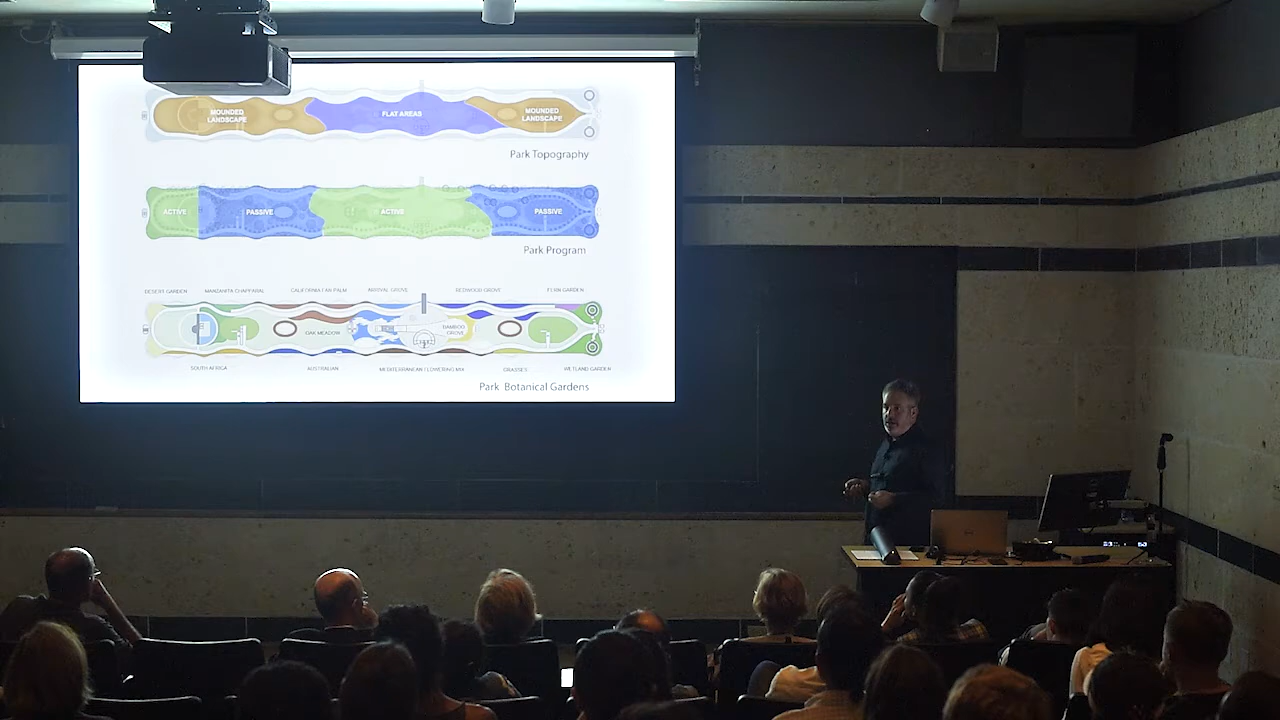 MOUNDED
LANDSCAPE
FLAT AREAS
MOUNDED
LANDSCAPE
Park Topography
ACTIVE
PASSIVE
ACTIVE
PASSIVE
Park Program
DESERT GARDEN
MANZANITA CHAPPARAL
CALIFORNIA FAN PALM
ARRIVAL GROVE
REDWOOD GROVE
FERN GARDEN
OAK MEADOW
BAMBOO
GROVE
SOUTH AFRICA
AUSTRALIAN
MEDITERRANEAN FLOWERING MIX
GRASSES
WETLAND GARDEN
Park Botanical Gardens